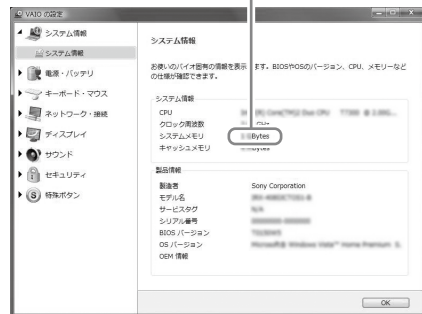 VAIO の設定
システム情報
システム情報
電源・バッテリ
キーボード・マウス
ネットワーク・接続
ディスプレイ
サウンド
セキュリティ
特殊ボタン
システム情報
お使いのバイオ固有の情報を表示 ます。BIOSやOSのバージョン、CPU、メモリーなど
の仕様が確認できます。
システム情報
CPU
クロック周波数 GHz
システムメモリ Bytes
キャッシュメモリ Bytes
製品情報
製造者 Sony Corporation
モデル名
サービスタグ N/A
シリアル番号
BIOS バージョン
OS バージョン
OEM 情報
OK